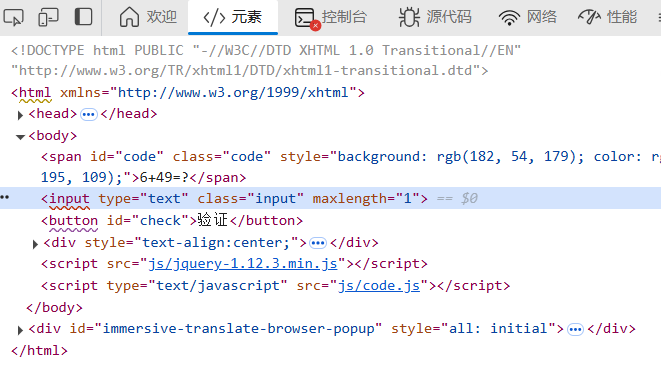 欢迎 </> 元素 控制台 源代码 网络 性能
<!DOCTYPE html PUBLIC "-//W3C//DTD XHTML 1.0 Transitional//EN"
"http://www.w3.org/TR/xhtml1/DTD/xhtml1-transitional.dtd">
<html xmlns="http://www.w3.org/1999/xhtml">
<head>…</head>
<body>
<span id="code" class="code" style="background: rgb(182, 54, 179); color: rg
195, 109);">6+49=?</span>
<input type="text" class="input" maxlength="1"> == $0
<button id="check">验证</button>
<div style="text-align:center;">…</div>
<script src="js/jquery-1.12.3.min.js"></script>
<script type="text/javascript" src="js/code.js"></script>
</body>
<div id="immersive-translate-browser-popup" style="all: initial">…</div>
</html>